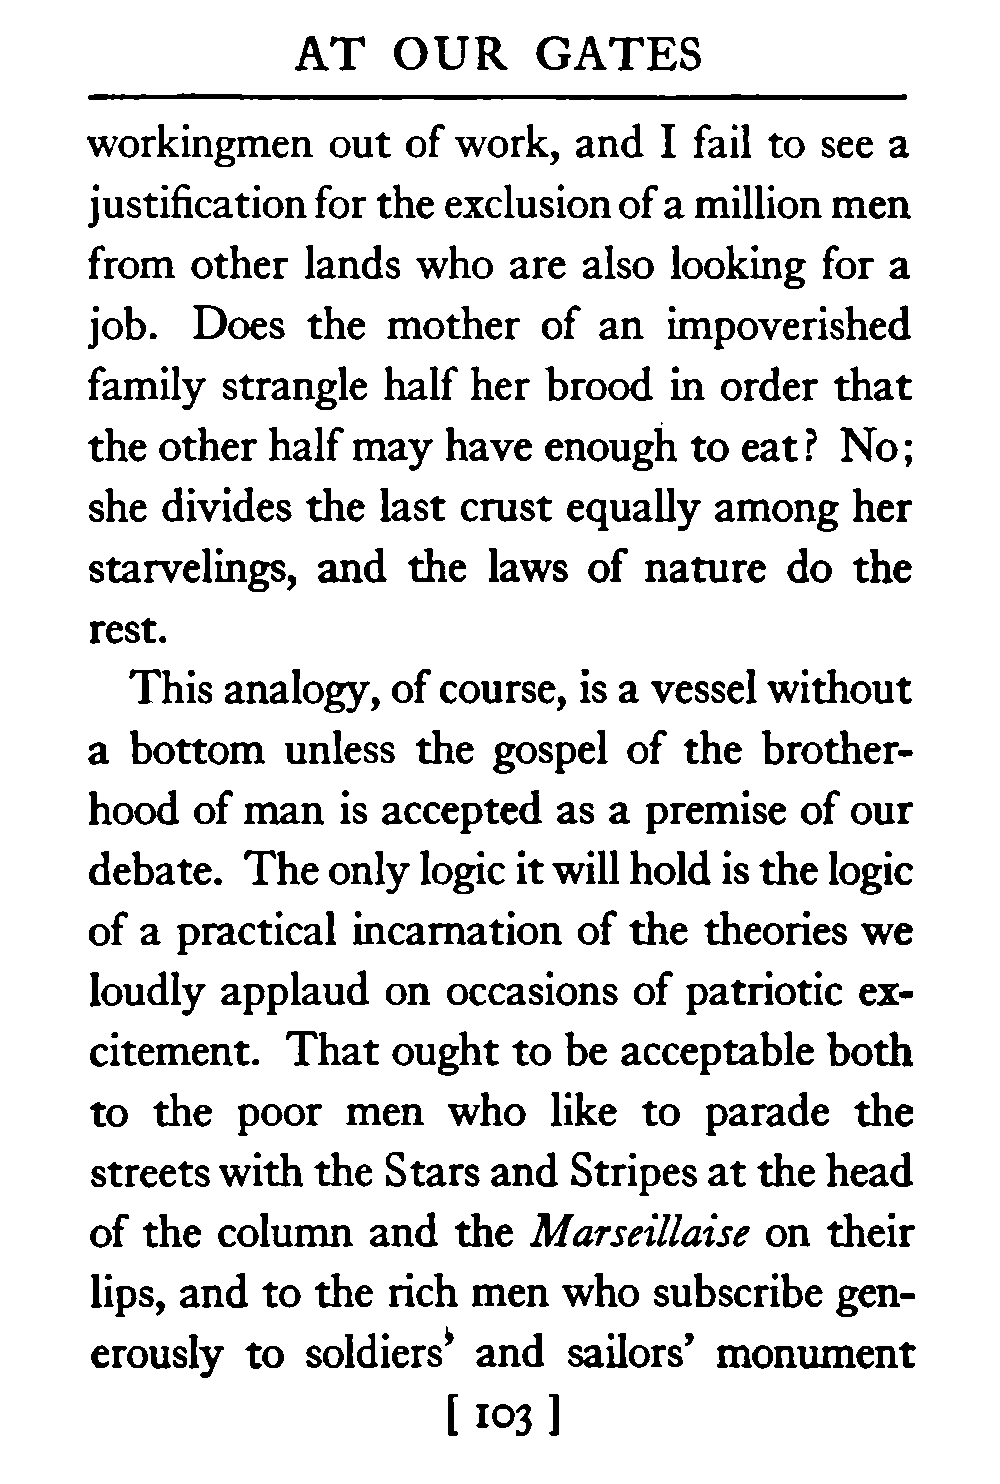 AT OUR GATES
workingmen out of work, and I fail to see a
justification for the exclusion of a million men
from other lands who are also looking for a
job. Does the mother of an impoverished
family strangle half her brood in order that
the other half may have enough to eat? No;
she divides the last crust equally among her
starvelings, and the laws of nature do the
rest.
This analogy, of course, is a vessel without
a bottom unless the gospel of the brother-
hood of man is accepted as a premise of our
debate. The only logic it will hold is the logic
of a practical incarnation of the theories we
loudly applaud on occasions of patriotic ex-
citement. That ought to be acceptable both
to the poor men who like to parade the
streets with the Stars and Stripes at the head
of the column and the Marseillaise on their
lips, and to the rich men who subscribe gen-
erously to soldiers' and sailors' monument
[ 103 ]